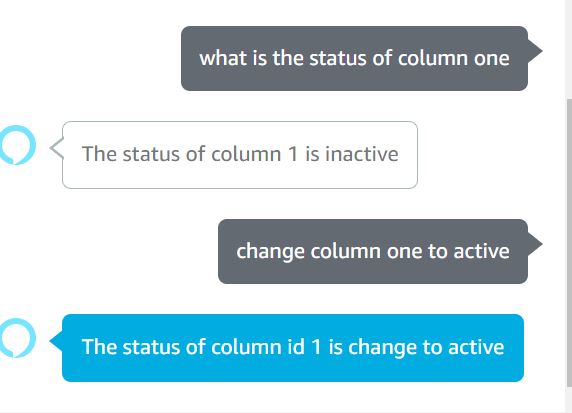 what is the status of column one
The status of column 1 is inactive
change column one to active
The status of column id 1 is change to active